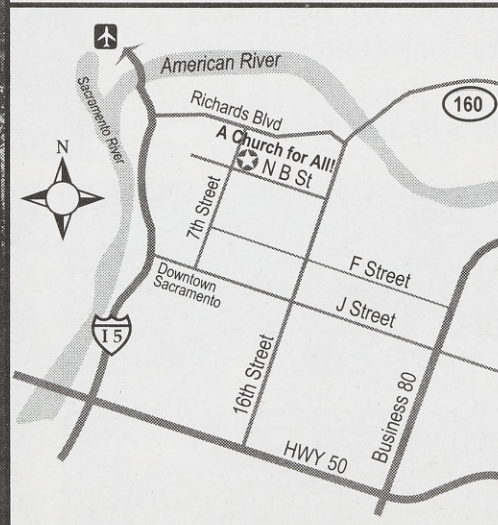 American River
Sacramento River
Richards Blvd
160
A Church for All!
N
N B St
7th Street
F Street
Downtown
Sacramento
J Street
I 5
16th Street
Business 80
HWY 50